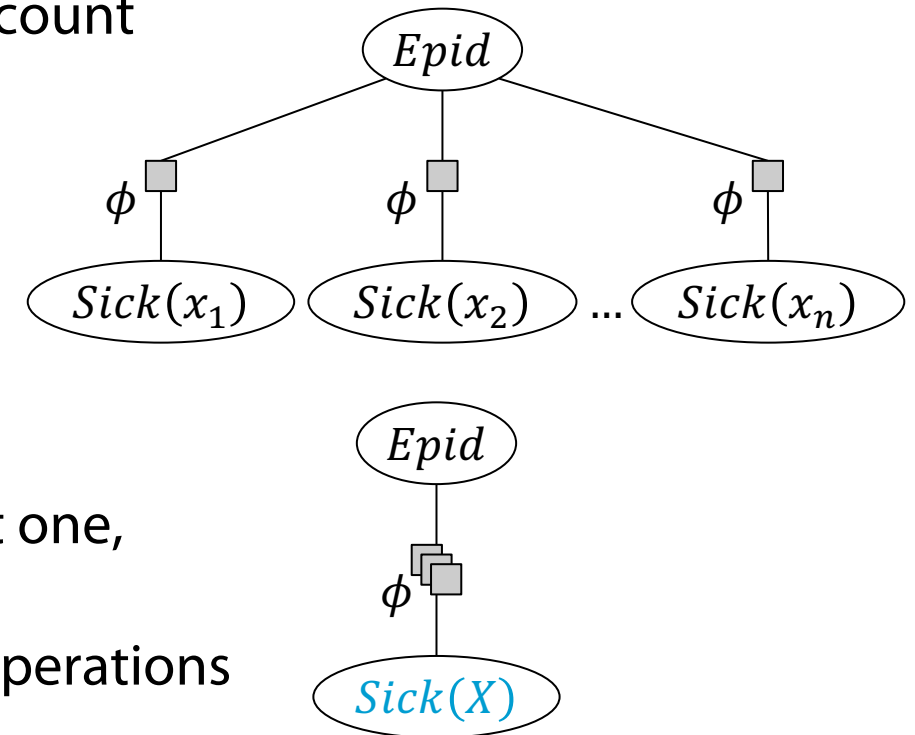 count
Epid
ϕ ϕ ϕ
Sick(x₁) Sick(x₂) ... Sick(xₙ)
Epid
t one,
ϕ
perations
Sick(X)